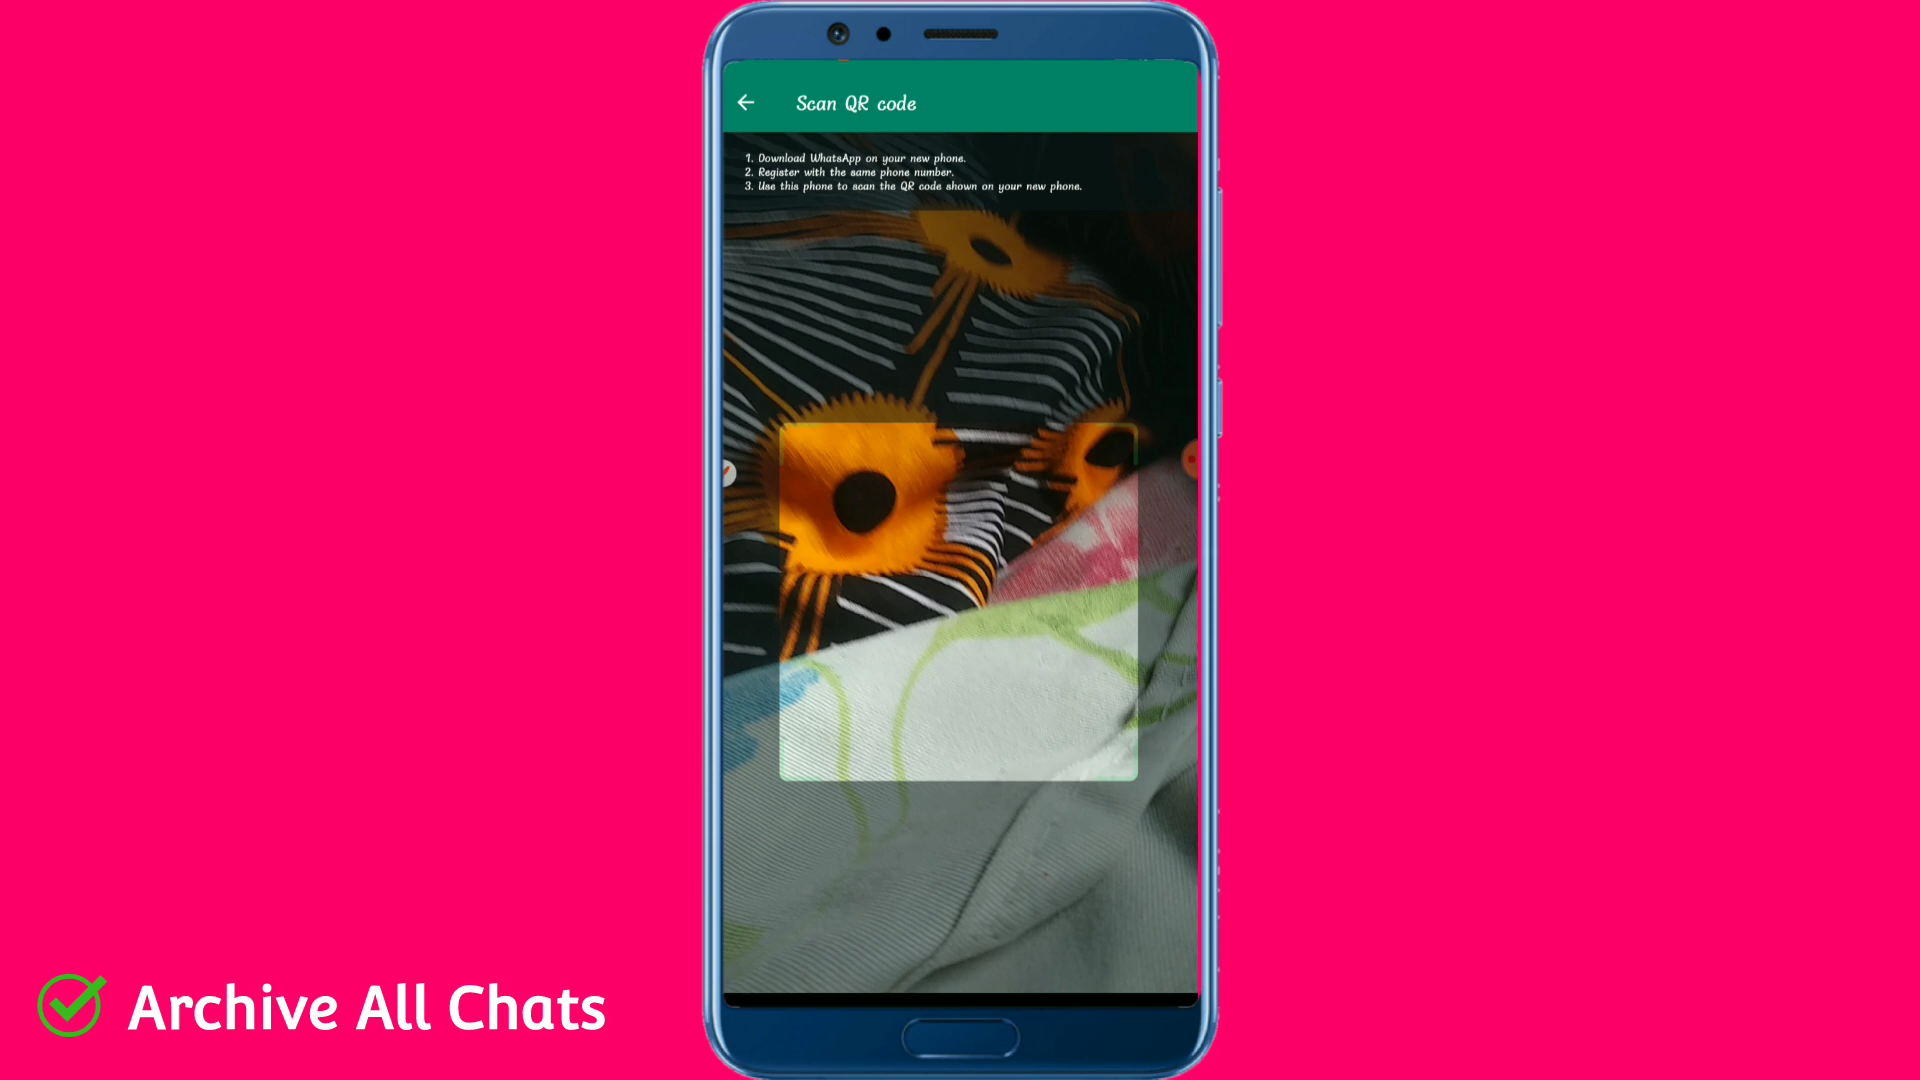 Scan QR code
1. Download WhatsApp on your new phone.
2. Register with the same phone number.
3. Use this phone to scan the QR code shown on your new phone.
Archive All Chats